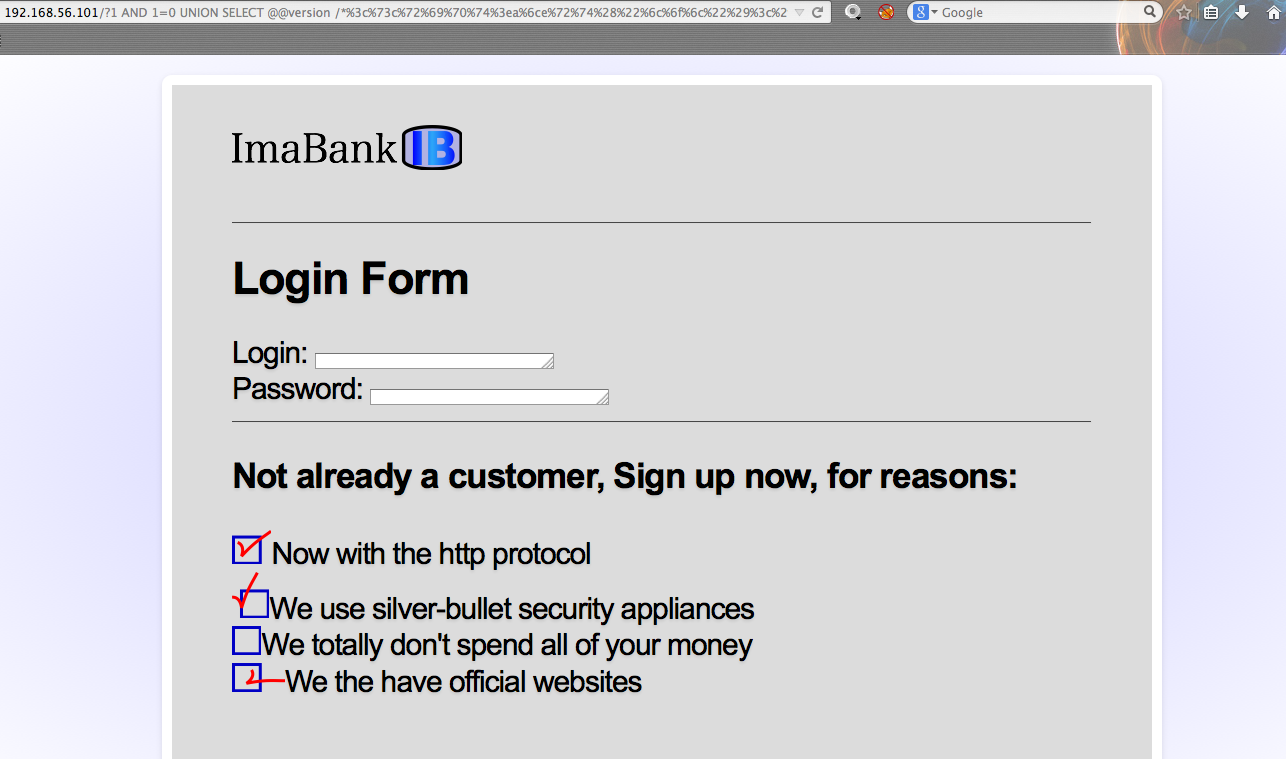 192.168.56.101/?1 AND 1=0 UNION SELECT @@version /*%3c%73%c72%69%70%74%3ea%6ce%72%74%28%22%6c%6f%6c%22%29%3c%2
Google
ImaBank IB
Login Form
Login:
Password:
Not already a customer, Sign up now, for reasons:
Now with the http protocol
We use silver-bullet security appliances
We totally don't spend all of your money
We the have official websites